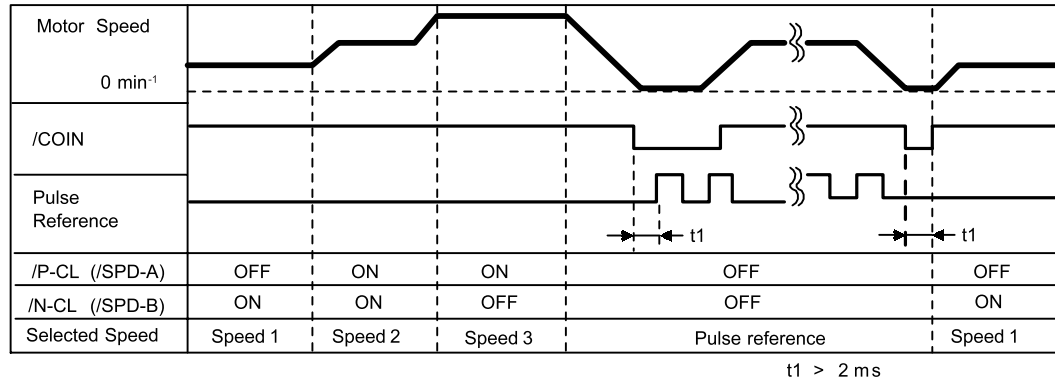 Motor Speed
0 min-1
/COIN
Pulse
Reference
t1 t1
/P-CL (/SPD-A) OFF ON ON OFF OFF
/N-CL (/SPD-B) ON ON OFF OFF ON
Selected Speed Speed 1 Speed 2 Speed 3 Pulse reference Speed 1
t1 > 2 ms